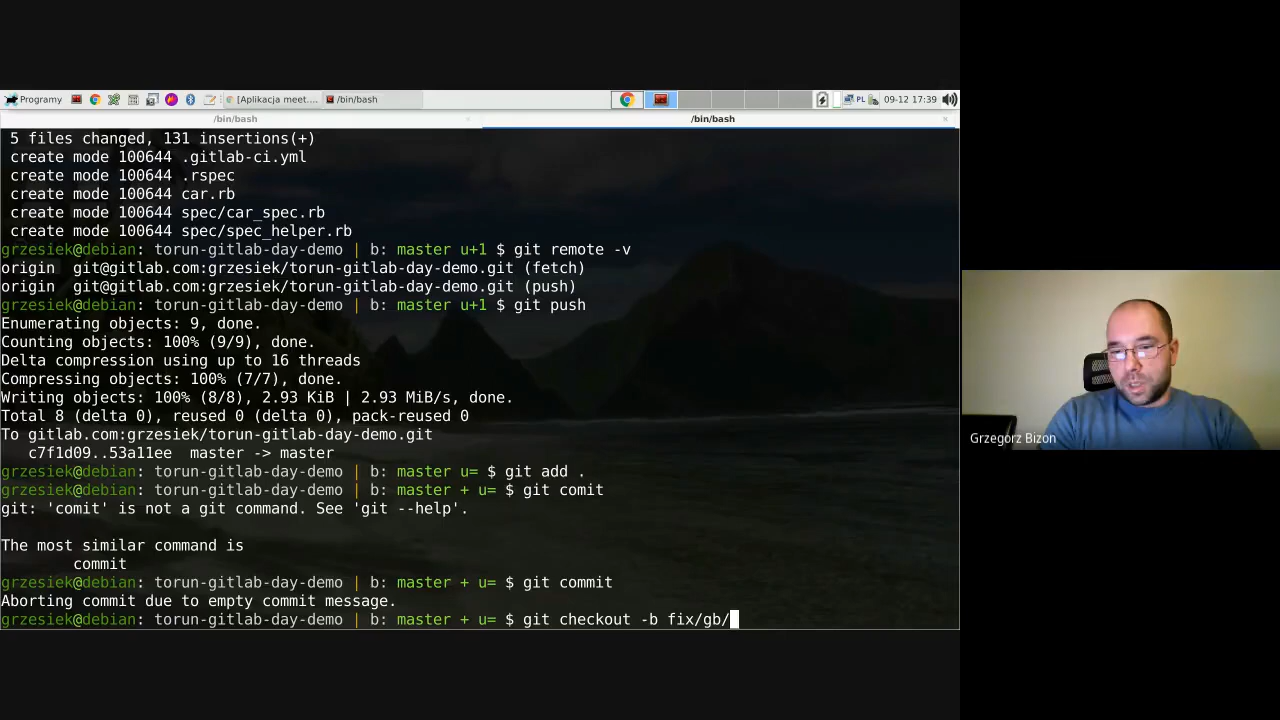 Programy
[Aplikacja meet....
/bin/bash
PL
09-12 17:39
/bin/bash
/bin/bash
5 files changed, 131 insertions(+)
create mode 100644 .gitlab-ci.yml
create mode 100644 .rspec
create mode 100644 car.rb
create mode 100644 spec/car_spec.rb
create mode 100644 spec/spec_helper.rb
grzesiek@debian: torun-gitlab-day-demo | b: master u+1 $ git remote -v
origin  git@gitlab.com:grzesiek/torun-gitlab-day-demo.git (fetch)
origin  git@gitlab.com:grzesiek/torun-gitlab-day-demo.git (push)
grzesiek@debian: torun-gitlab-day-demo | b: master u+1 $ git push
Enumerating objects: 9, done.
Counting objects: 100% (9/9), done.
Delta compression using up to 16 threads
Compressing objects: 100% (7/7), done.
Writing objects: 100% (8/8), 2.93 KiB | 2.93 MiB/s, done.
Total 8 (delta 0), reused 0 (delta 0), pack-reused 0
To gitlab.com:grzesiek/torun-gitlab-day-demo.git
c7f1d09..53a11ee  master -> master
grzesiek@debian: torun-gitlab-day-demo | b: master u= $ git add .
grzesiek@debian: torun-gitlab-day-demo | b: master + u= $ git comit
git: 'comit' is not a git command. See 'git --help'.
The most similar command is
commit
grzesiek@debian: torun-gitlab-day-demo | b: master + u= $ git commit
Aborting commit due to empty commit message.
grzesiek@debian: torun-gitlab-day-demo | b: master + u= $ git checkout -b fix/gb/
Grzegorz Bizon